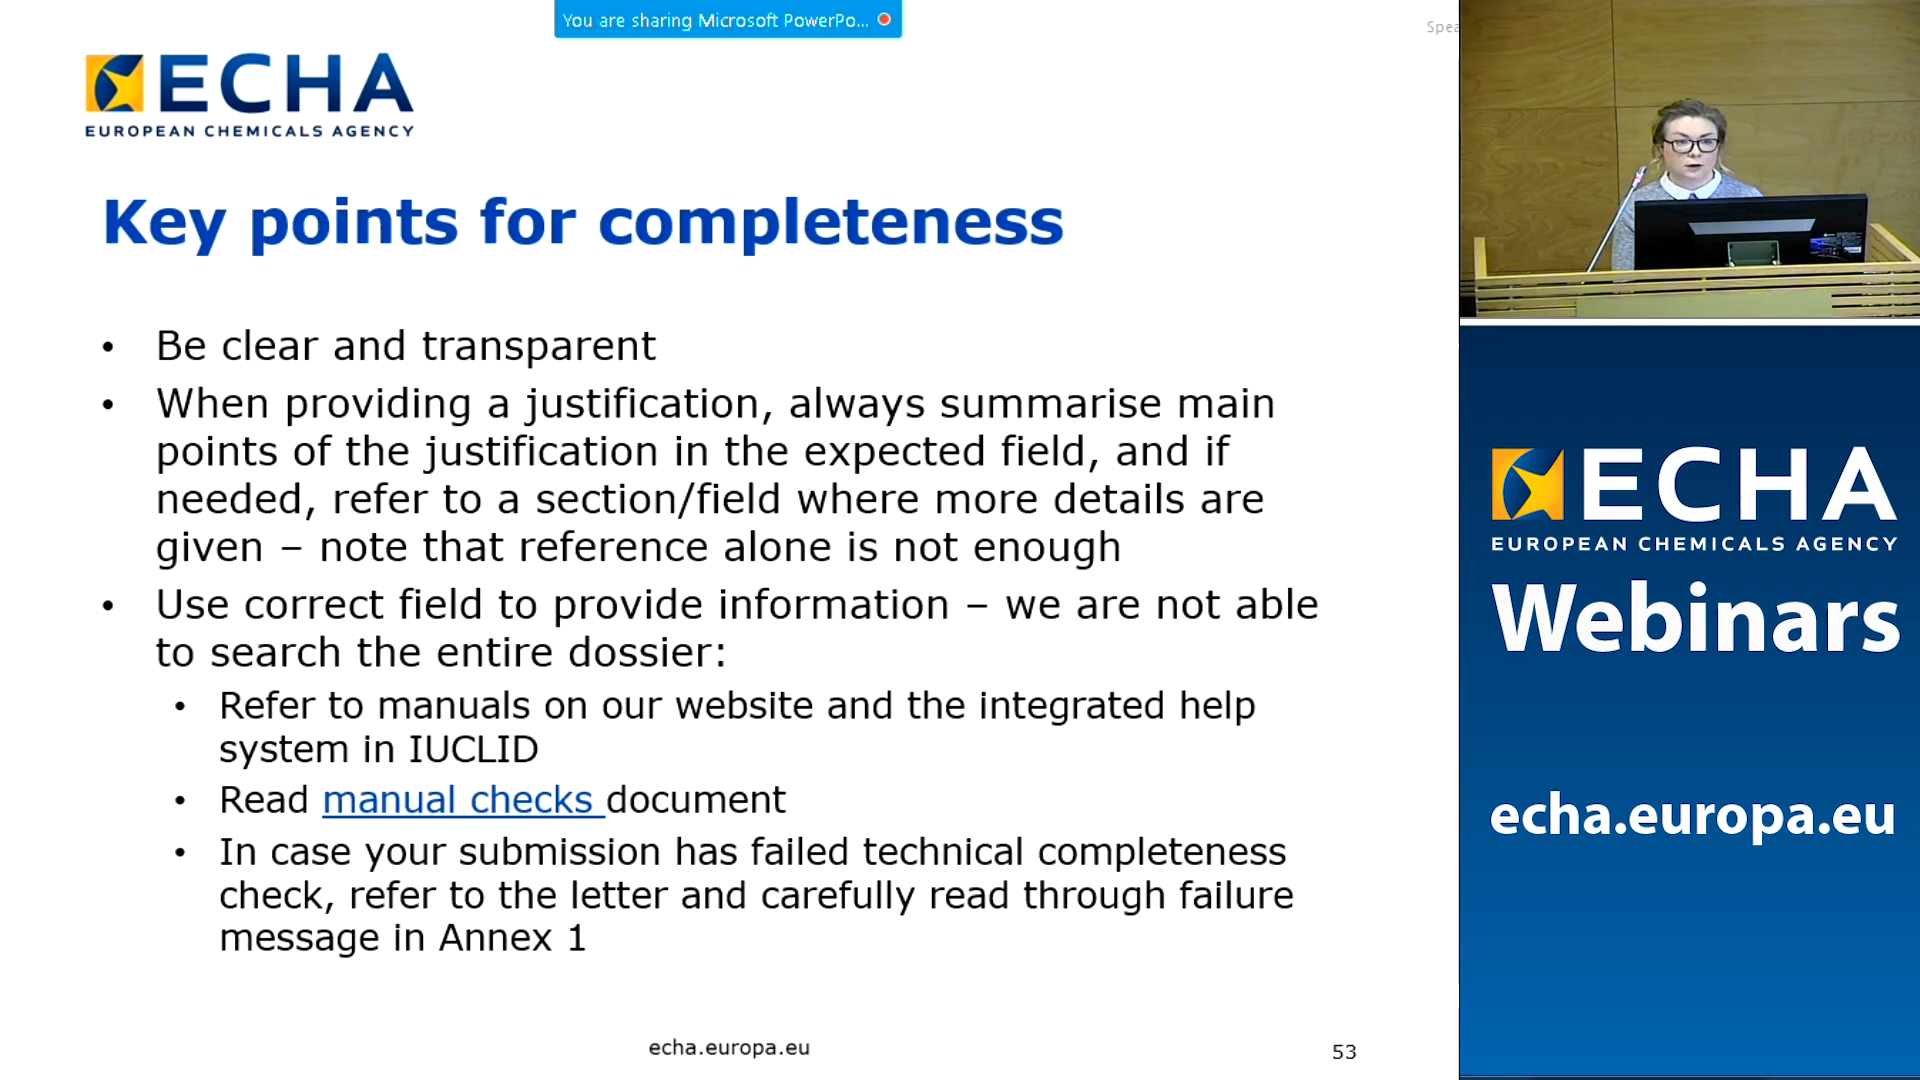 You are sharing Microsoft PowerPo...
Spea
ECHA
EUROPEAN CHEMICALS AGENCY
Key points for completeness
• Be clear and transparent
• When providing a justification, always summarise main
points of the justification in the expected field, and if
needed, refer to a section/field where more details are
given – note that reference alone is not enough
• Use correct field to provide information – we are not able
to search the entire dossier:
• Refer to manuals on our website and the integrated help
system in IUCLID
• Read manual checks document
• In case your submission has failed technical completeness
check, refer to the letter and carefully read through failure
message in Annex 1
echa.europa.eu
53
ECHA
EUROPEAN CHEMICALS AGENCY
Webinars
echa.europa.eu